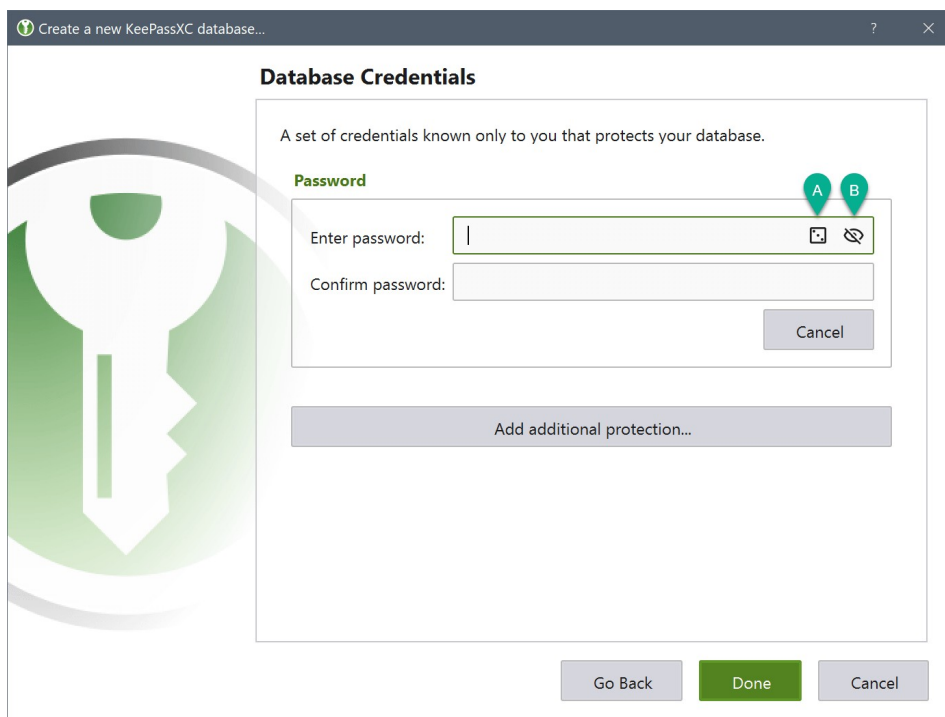 Create a new KeePassXC database...
?
Database Credentials
A set of credentials known only to you that protects your database.
Password
A
B
Enter password:
Confirm password:
Cancel
Add additional protection...
Go Back
Done
Cancel